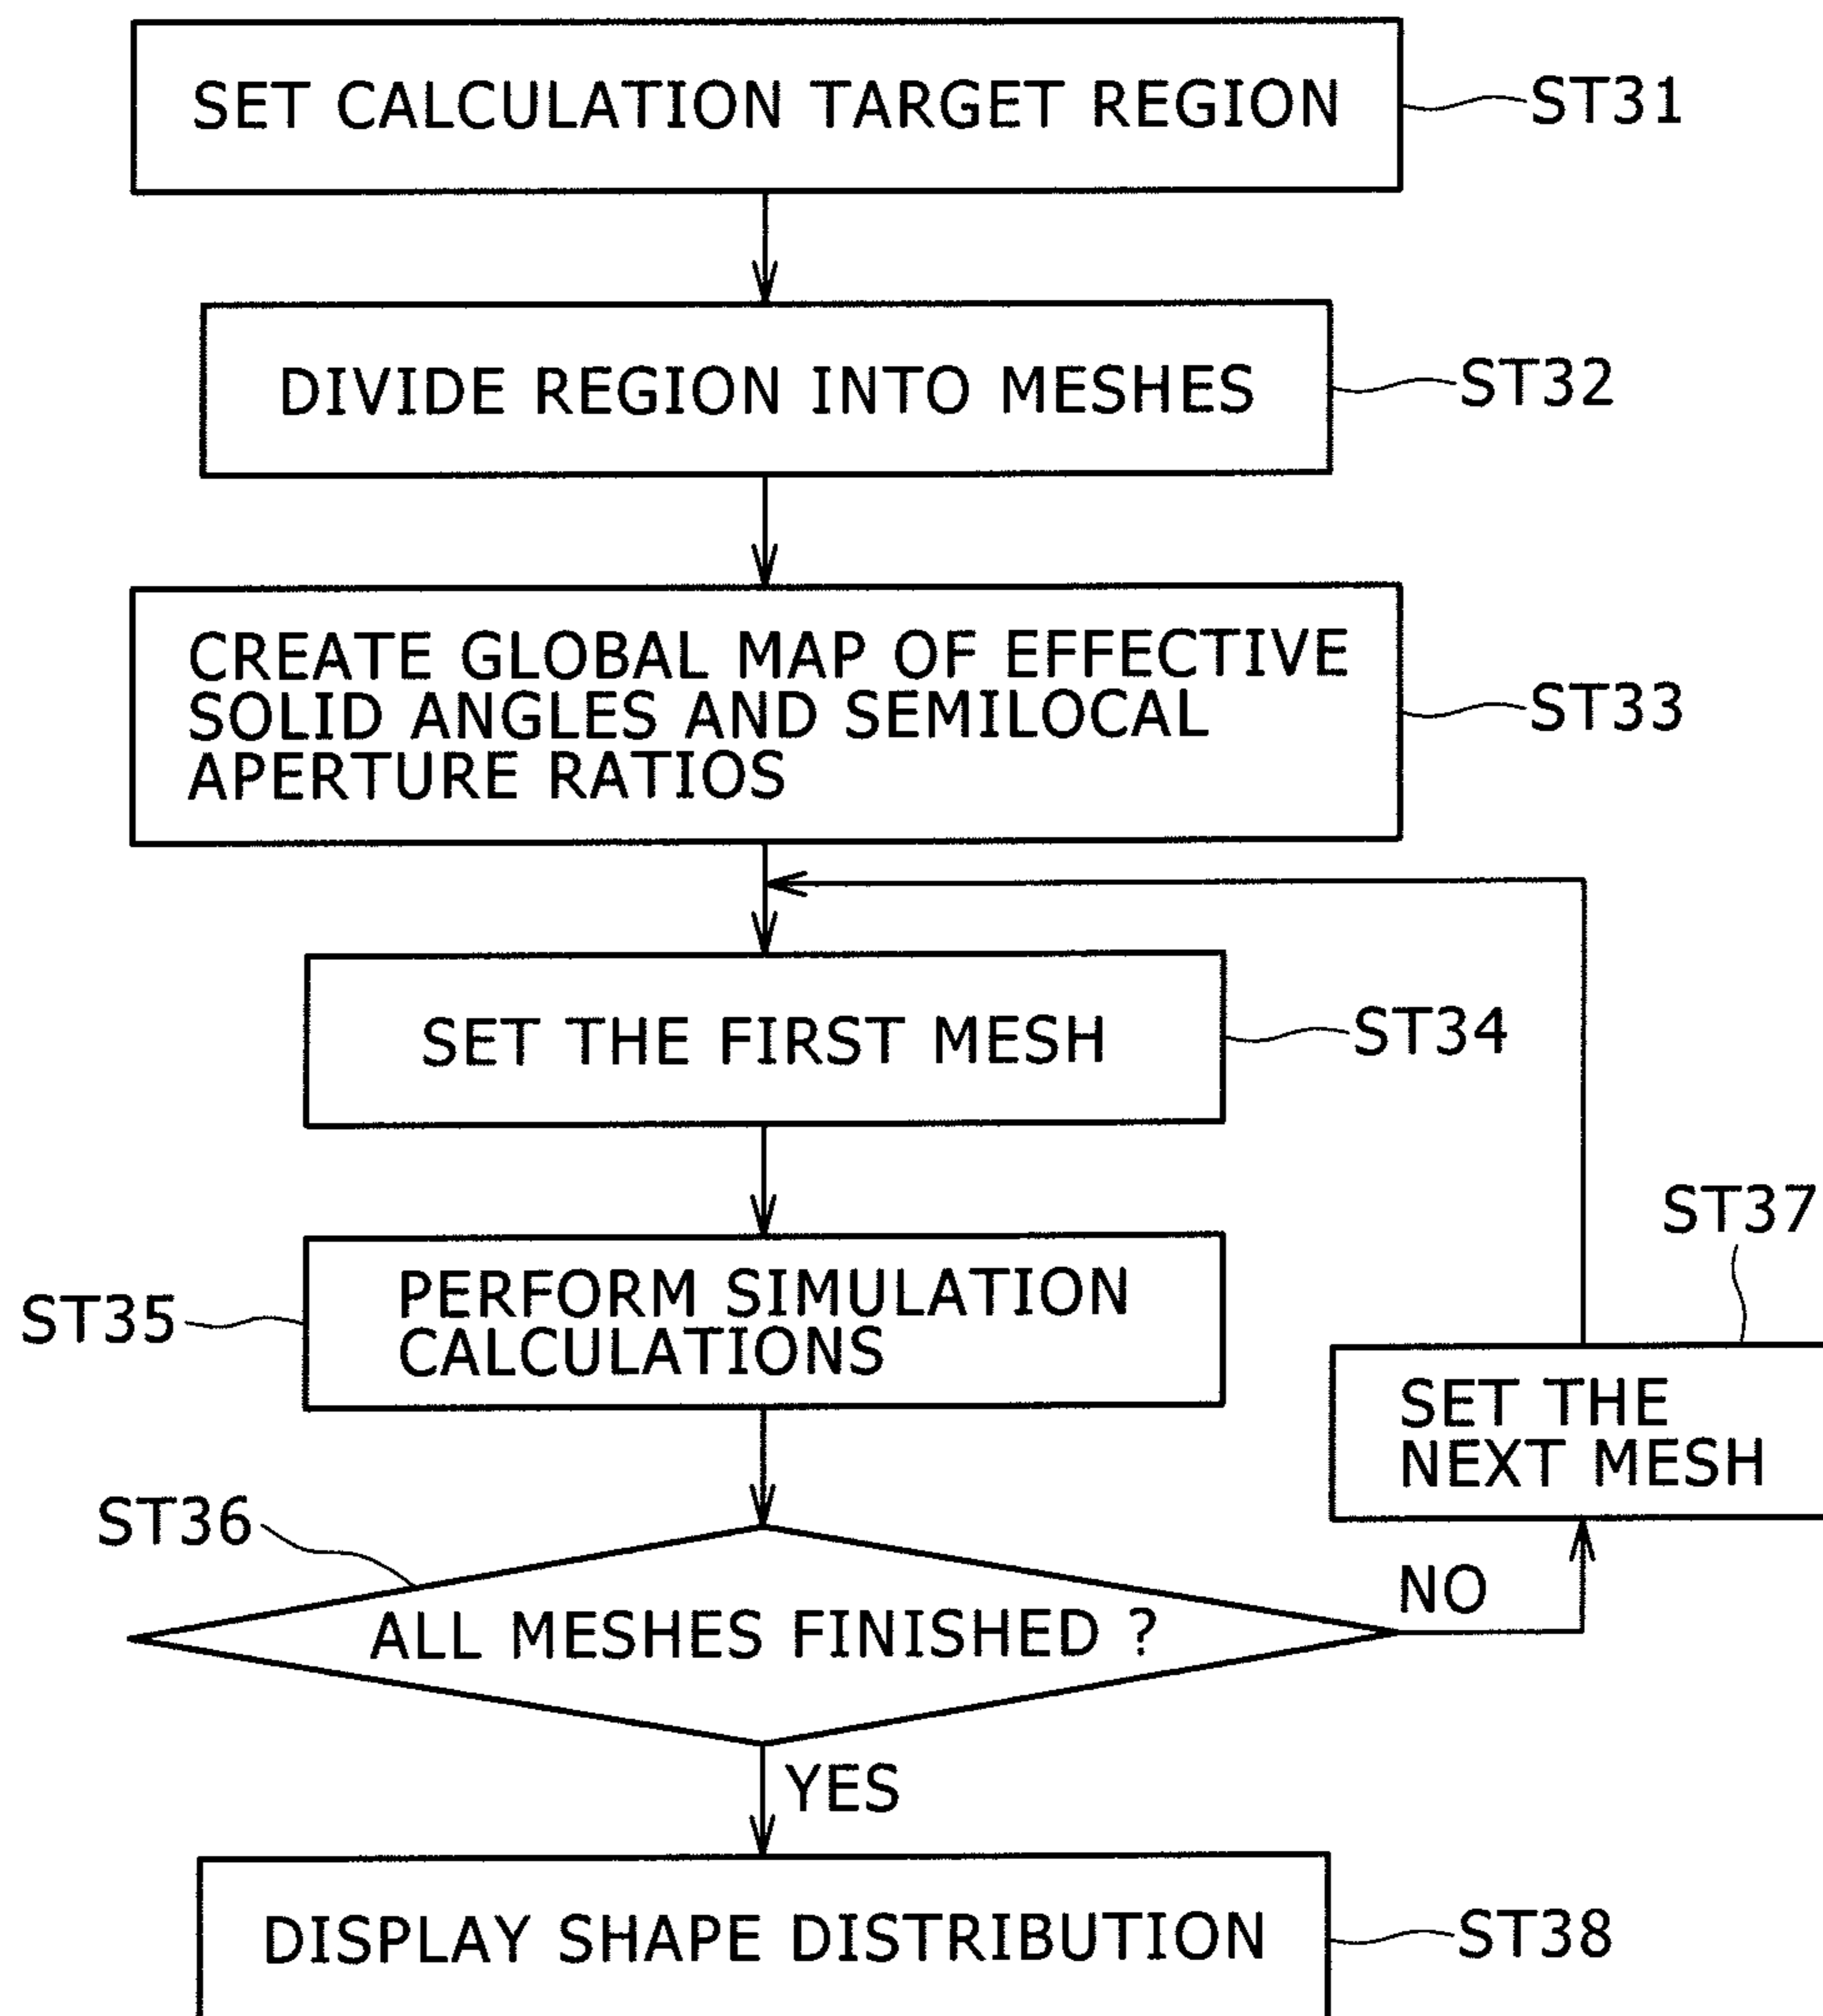 SET CALCULATION TARGET REGION
ST31
DIVIDE REGION INTO MESHES
ST32
CREATE GLOBAL MAP OF EFFECTIVE
SOLID ANGLES AND SEMILOCAL
APERTURE RATIOS
ST33
SET THE FIRST MESH
ST34
PERFORM SIMULATION
CALCULATIONS
ST35
ST37
SET THE
NEXT MESH
ST36
ALL MESHES FINISHED ?
NO
YES
DISPLAY SHAPE DISTRIBUTION
ST38